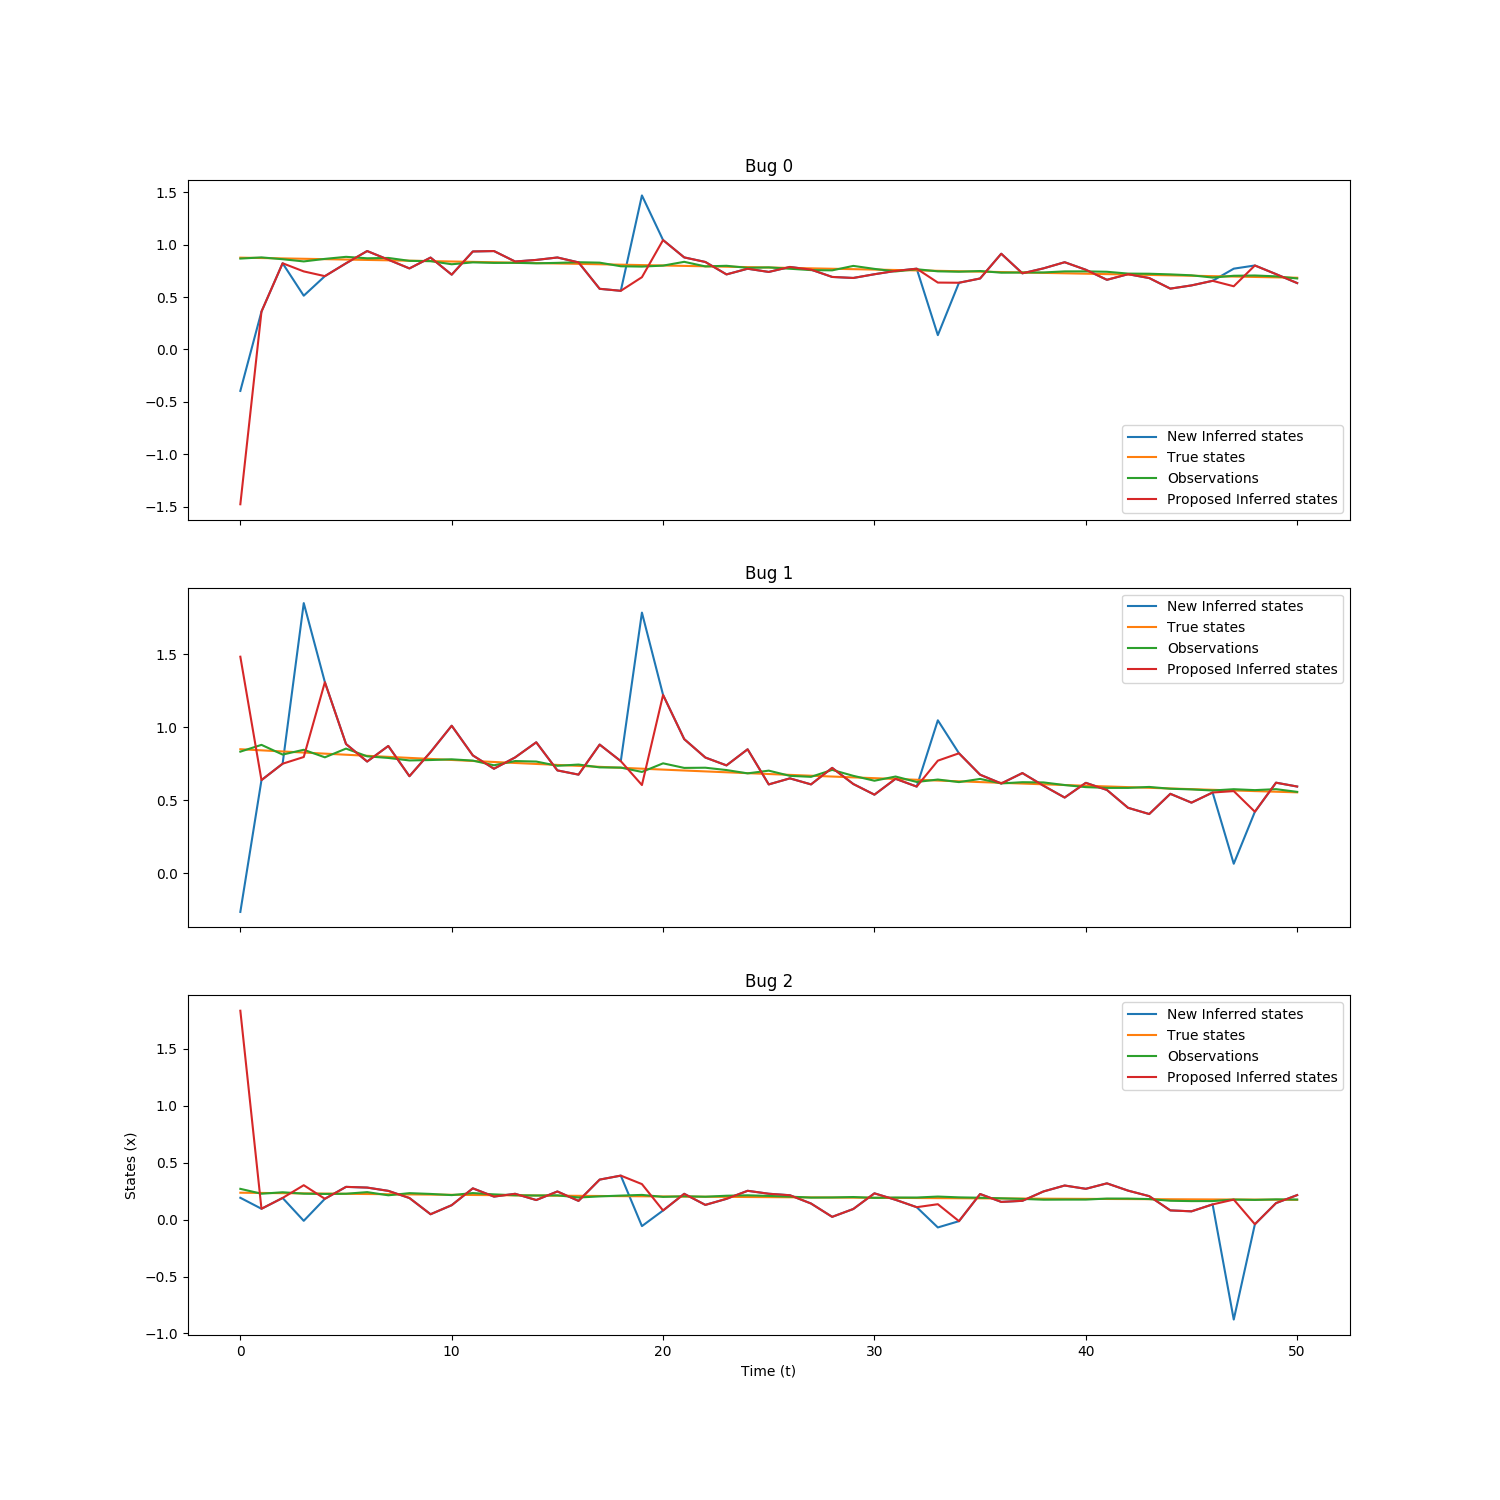 Bug 0
1.5
1.0
0.5
0.0
−0.5
−1.0
−1.5
New Inferred states
True states
Observations
Proposed Inferred states
Bug 1
1.5
1.0
0.5
0.0
New Inferred states
True states
Observations
Proposed Inferred states
Bug 2
States (x)
1.5
1.0
0.5
0.0
−0.5
−1.0
New Inferred states
True states
Observations
Proposed Inferred states
0 10 20 30 40 50
Time (t)